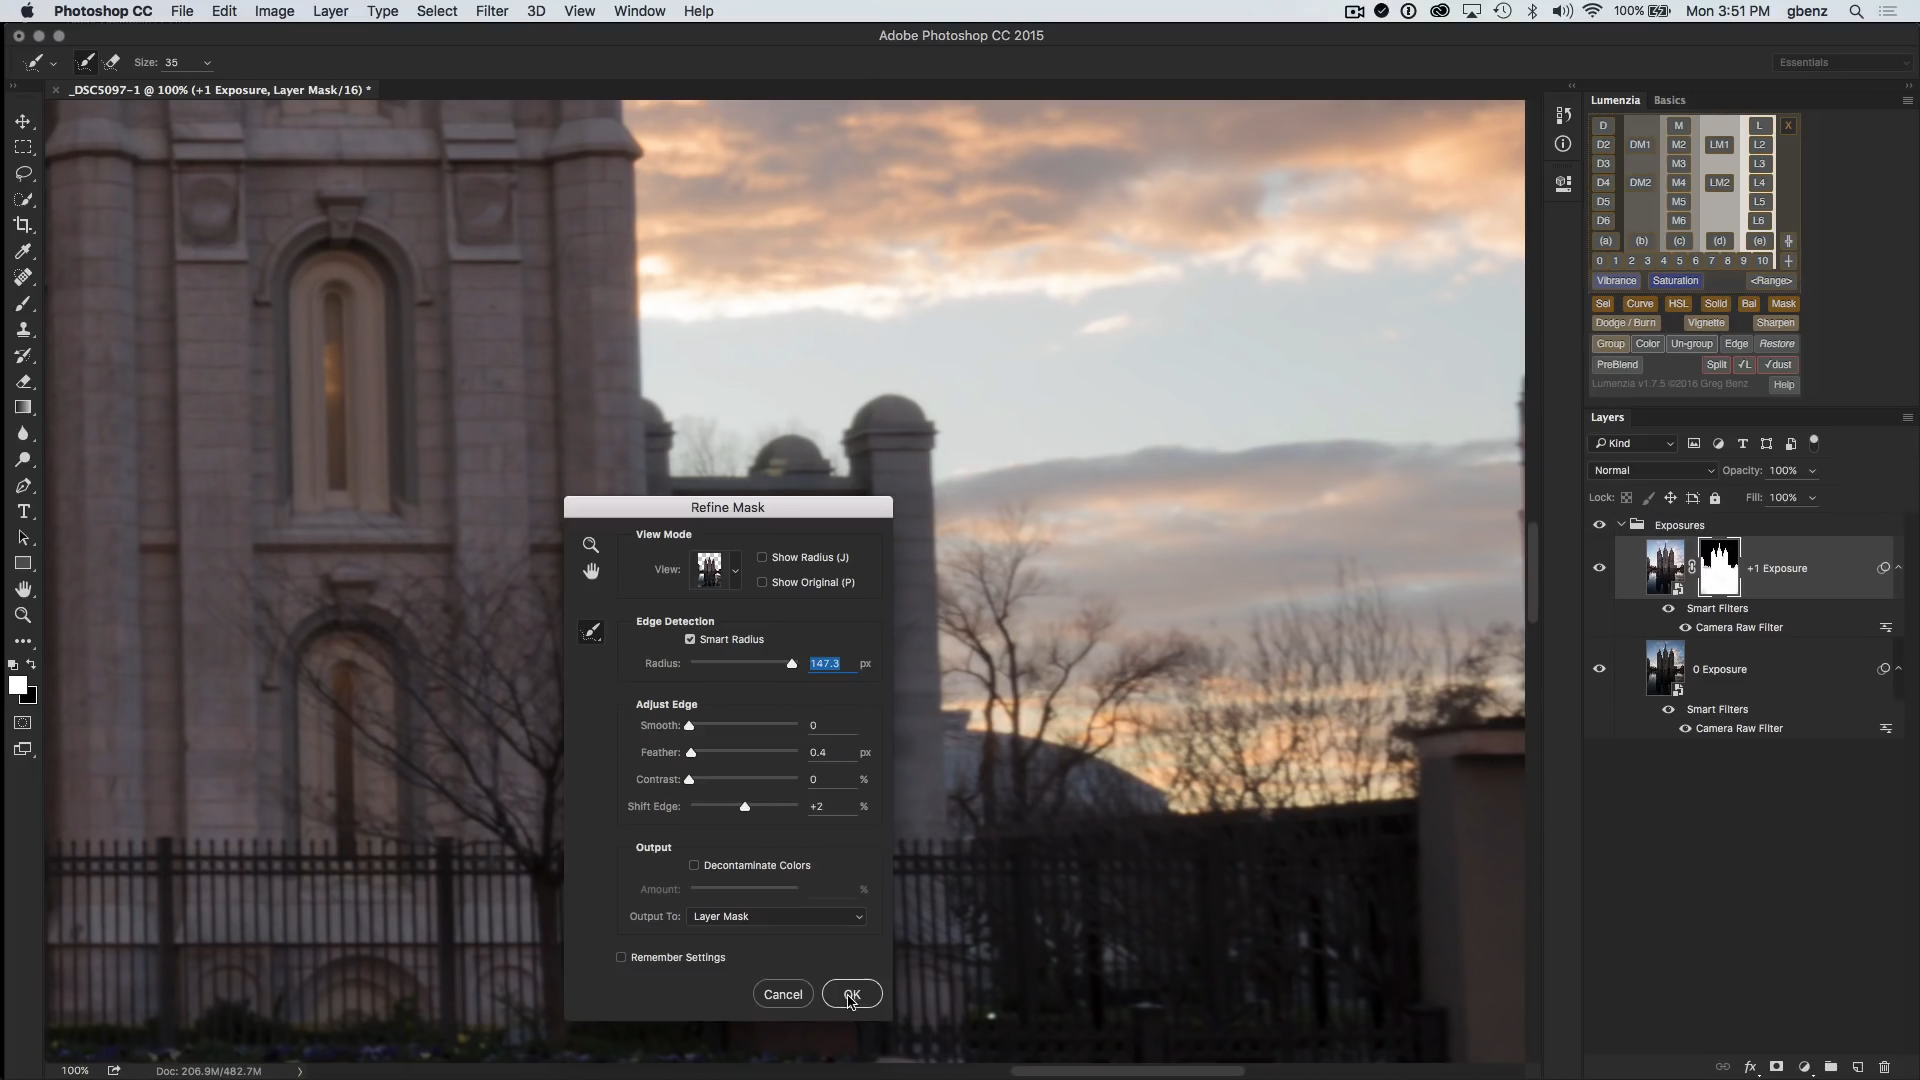 Photoshop CC File Edit Image Layer Type Select Filter 3D View Window Help 100% Mon 3:51 PM gbenz
Adobe Photoshop CC 2015
Size: 35 Essentials
_DSC5097-1 @ 100% (+1 Exposure, Layer Mask/16) *
Lumenzia Basics
D M L X
D2 DM1 M2 LM1 L2
D3 M3 L3
D4 DM2 M4 LM2 L4
D5 M5 L5
D6 M6 L6
(a) (b) (c) (d) (e)
0 1 2 3 4 5 6 7 8 9 10
Vibrance Saturation <Range>
Sel Curve HSL Solid Bal Mask
Dodge / Burn Vignette Sharpen
Group Color Un-group Edge Restore
PreBlend Split √L √dust
Lumenzia v1.7.5 ©2016 Greg Benz Help
Layers
Kind
Normal Opacity: 100%
Lock: Fill: 100%
Exposures
+1 Exposure
Smart Filters
Camera Raw Filter
0 Exposure
Smart Filters
Camera Raw Filter
Refine Mask
View Mode
View: Show Radius (J)
Show Original (P)
Edge Detection
Smart Radius
Radius: 147.3 px
Adjust Edge
Smooth: 0
Feather: 0.4 px
Contrast: 0 %
Shift Edge: +2 %
Output
Decontaminate Colors
Amount: %
Output To: Layer Mask
Remember Settings
Cancel OK
100% Doc: 206.9M/482.7M